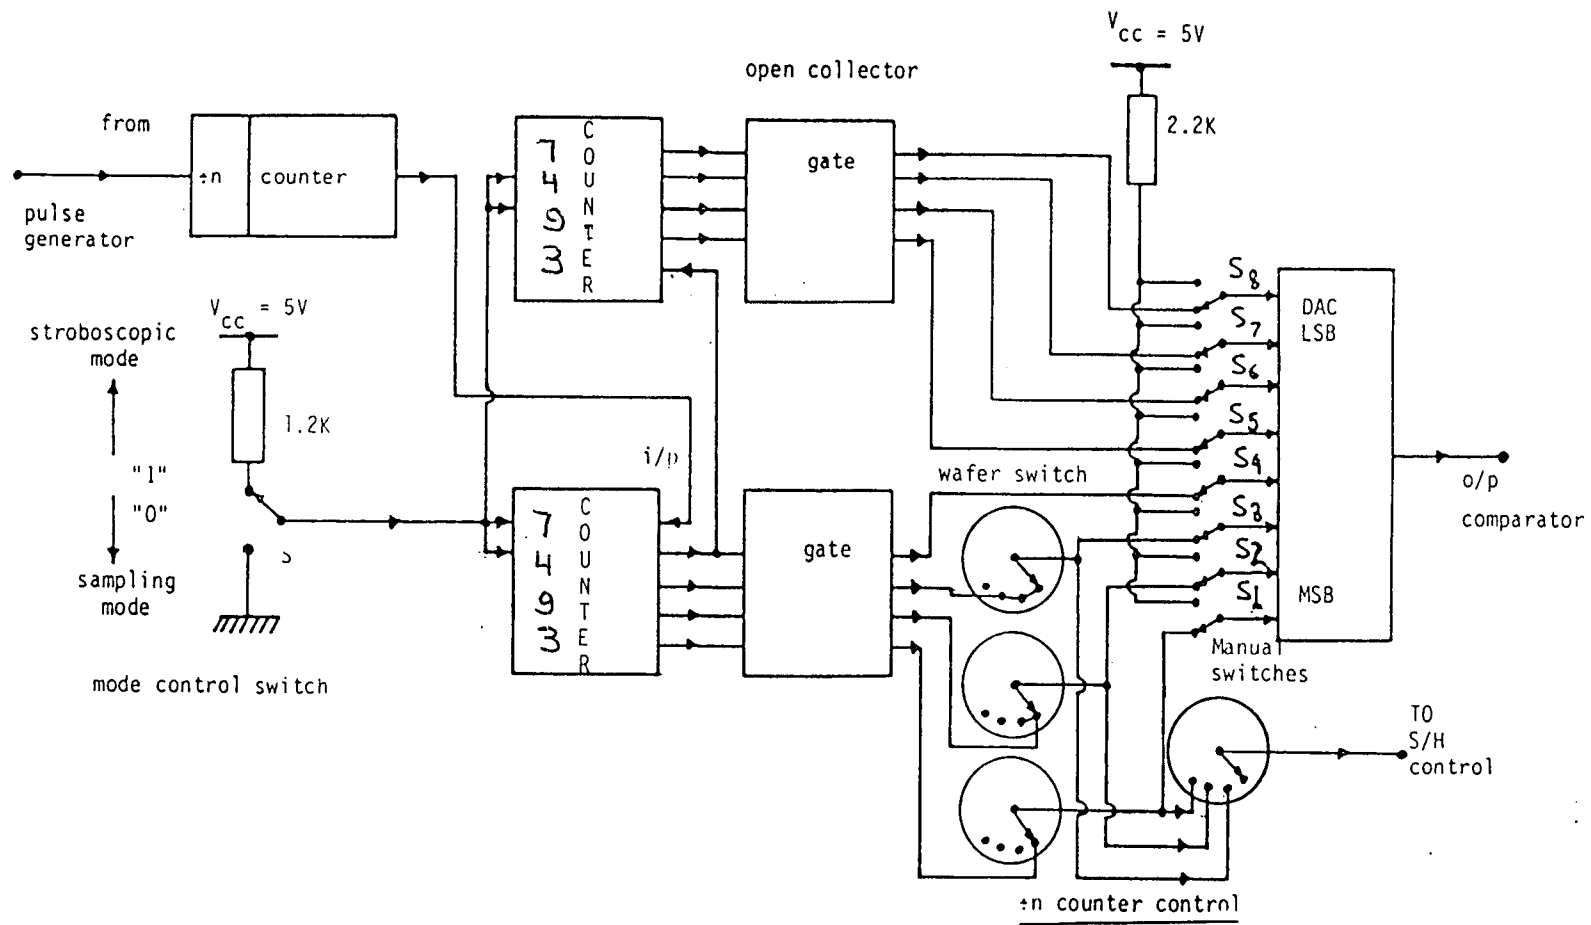 V
CC = 5V
open collector
from
2.2K
÷n counter
7493
COUNTER
gate
pulse
generator
V
CC = 5V
stroboscopic
mode
1.2K
"1"
"0"
S
sampling
mode
mode control switch
i/p
7493
COUNTER
gate
wafer switch
S8
S7
S6
S5
S4
S3
S2
S1
DAC
LSB
MSB
o/p
comparator
Manual
switches
TO
S/H
control
÷n counter control